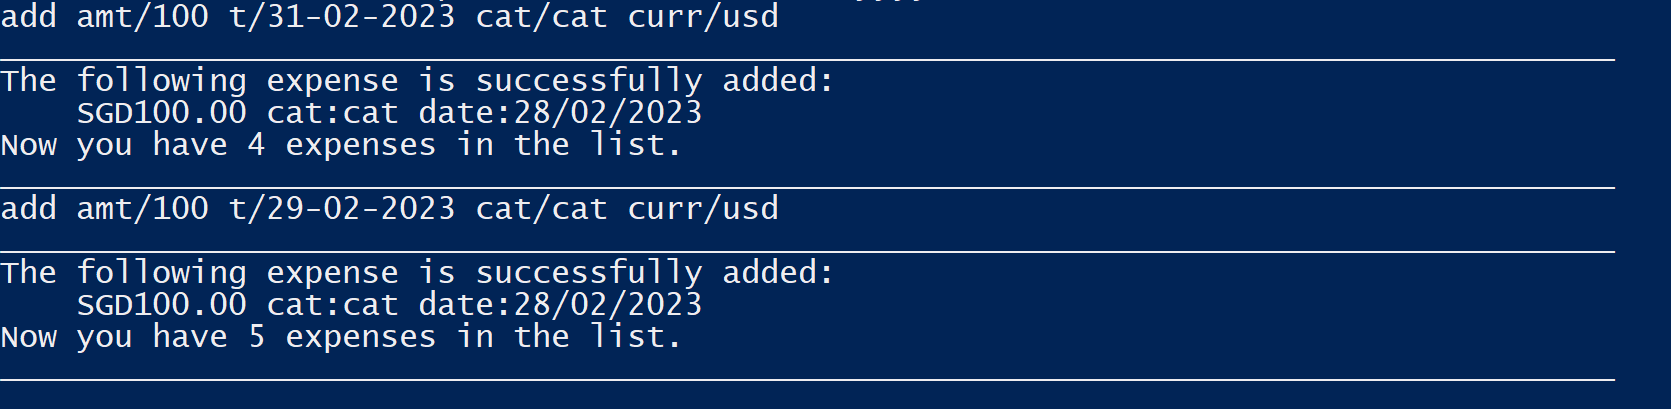 add amt/100 t/31-02-2023 cat/cat curr/usd
The following expense is successfully added:
SGD100.00 cat:cat date:28/02/2023
Now you have 4 expenses in the list.
add amt/100 t/29-02-2023 cat/cat curr/usd
The following expense is successfully added:
SGD100.00 cat:cat date:28/02/2023
Now you have 5 expenses in the list.